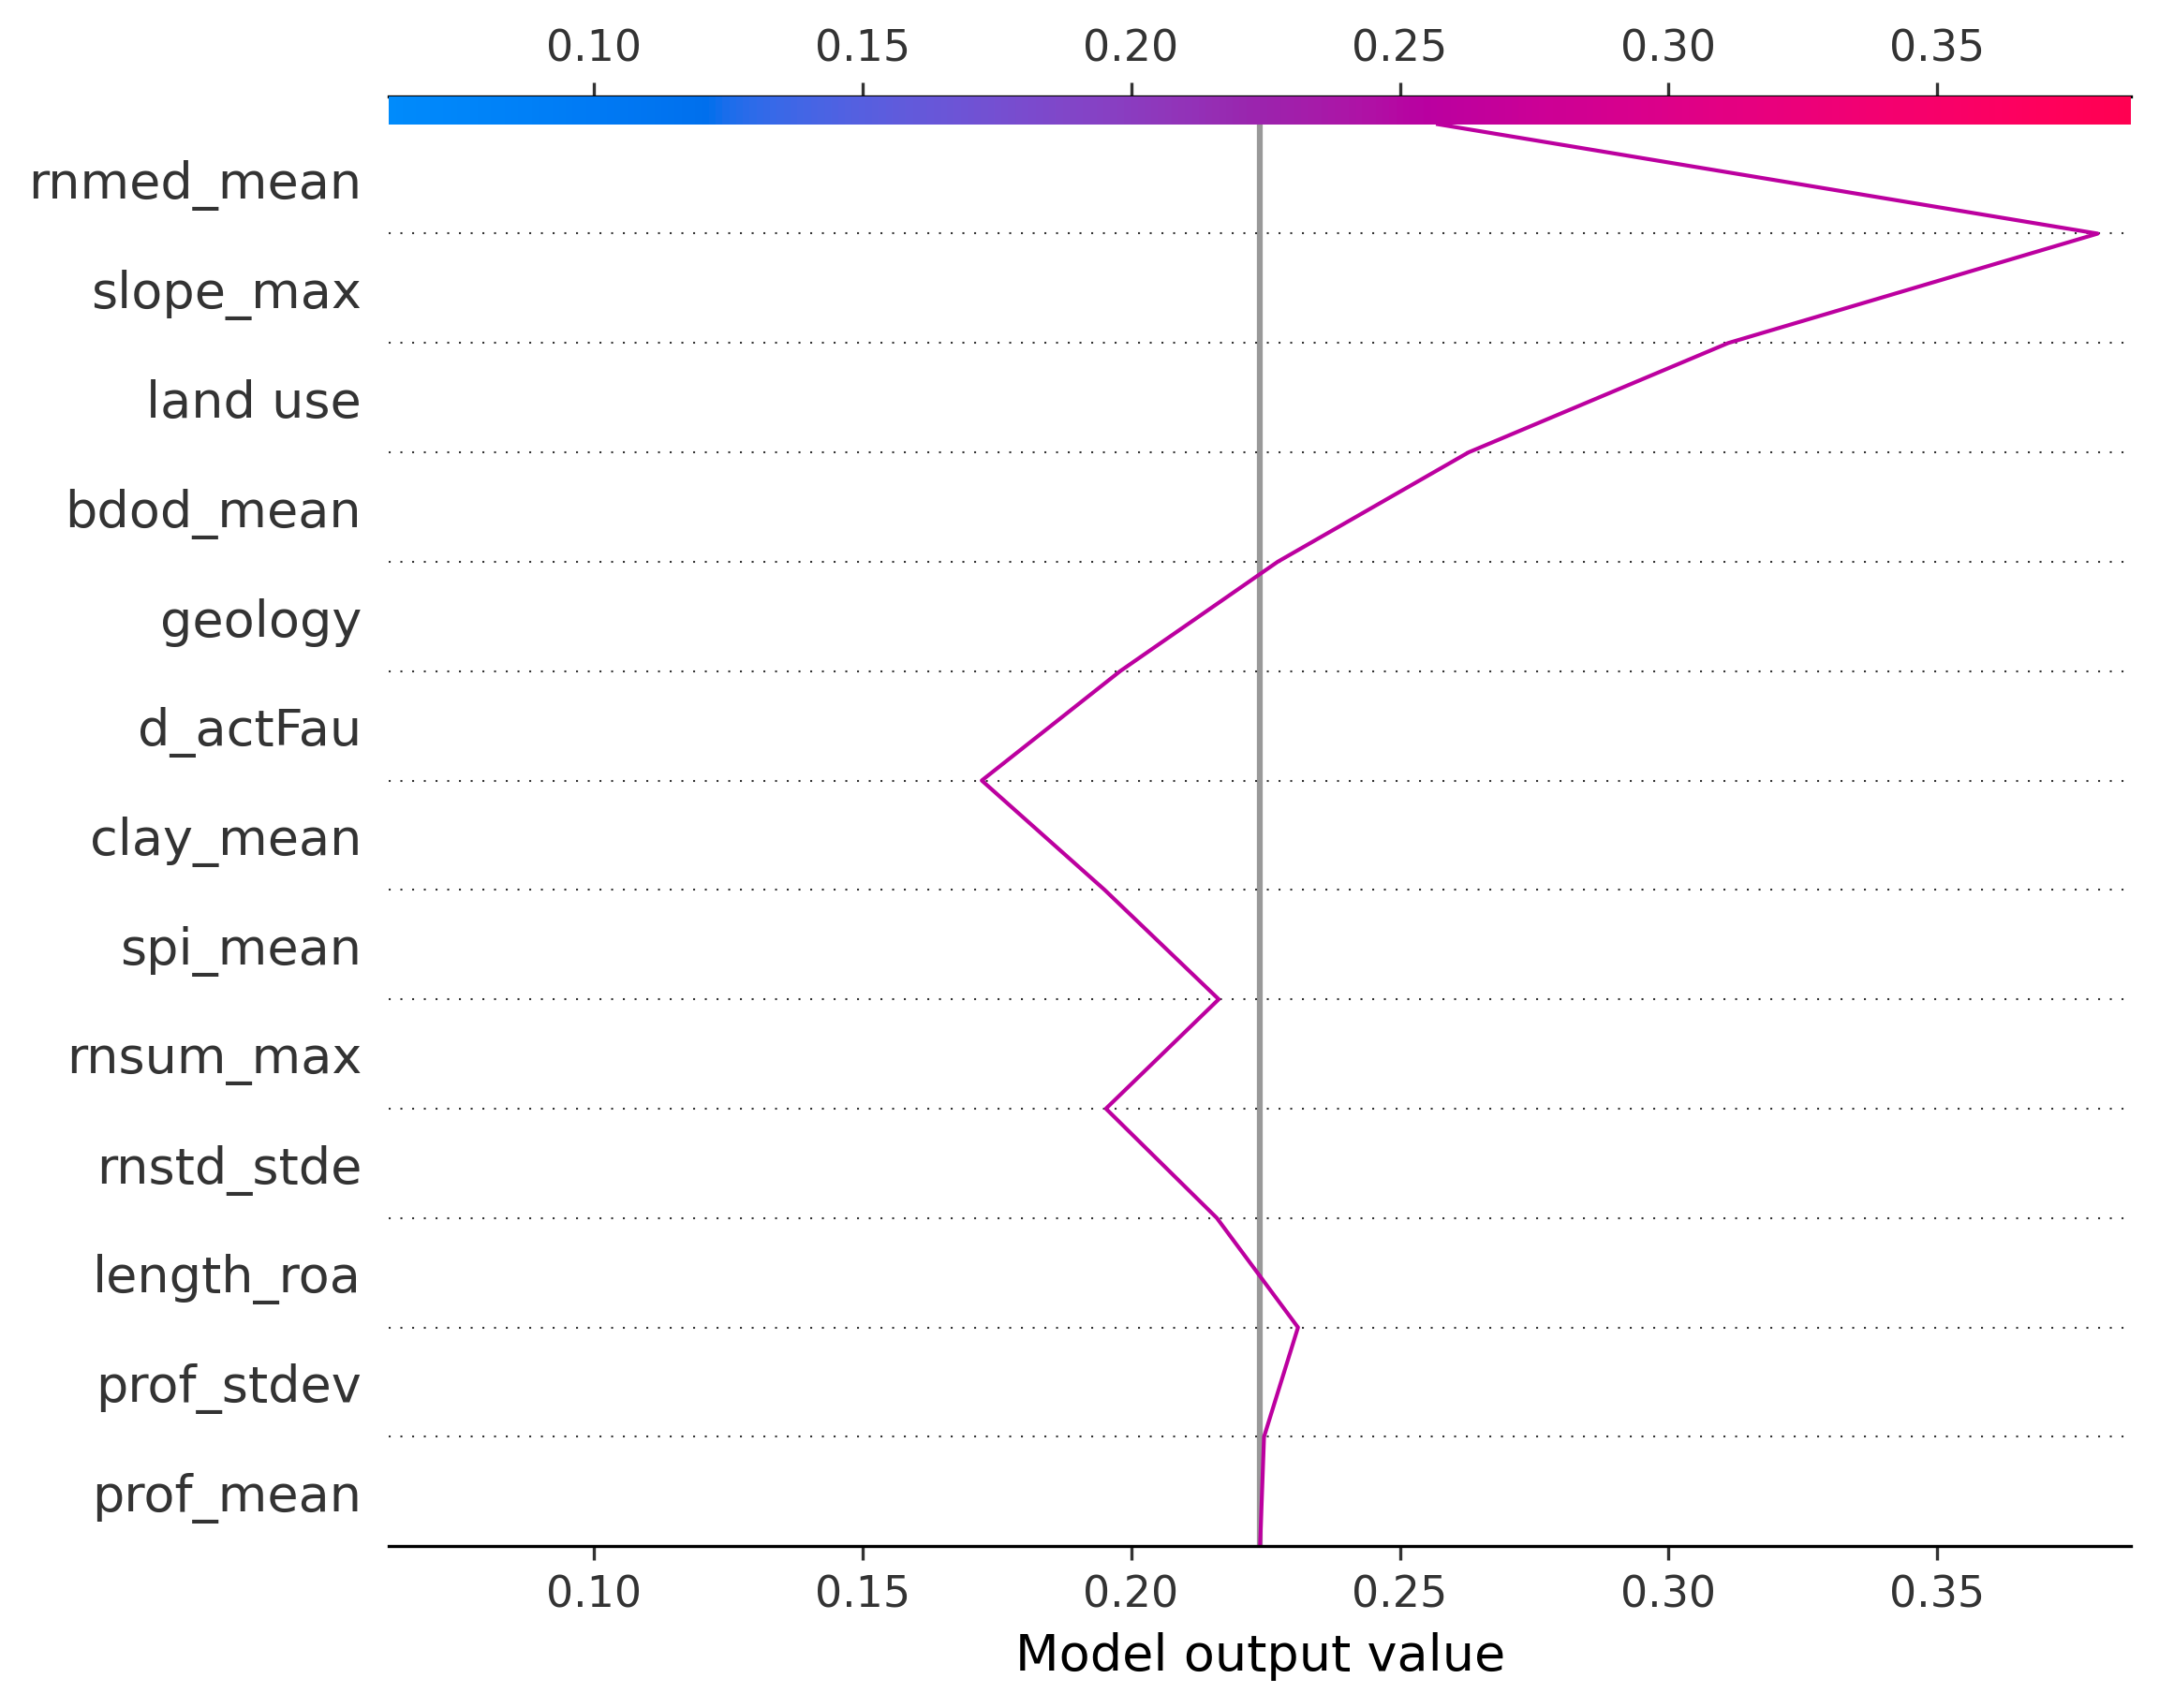 0.10 0.15 0.20 0.25 0.30 0.35
rnmed_mean
slope_max
land use
bdod_mean
geology
d_actFau
clay_mean
spi_mean
rnsum_max
rnstd_stde
length_roa
prof_stdev
prof_mean
0.10 0.15 0.20 0.25 0.30 0.35
Model output value